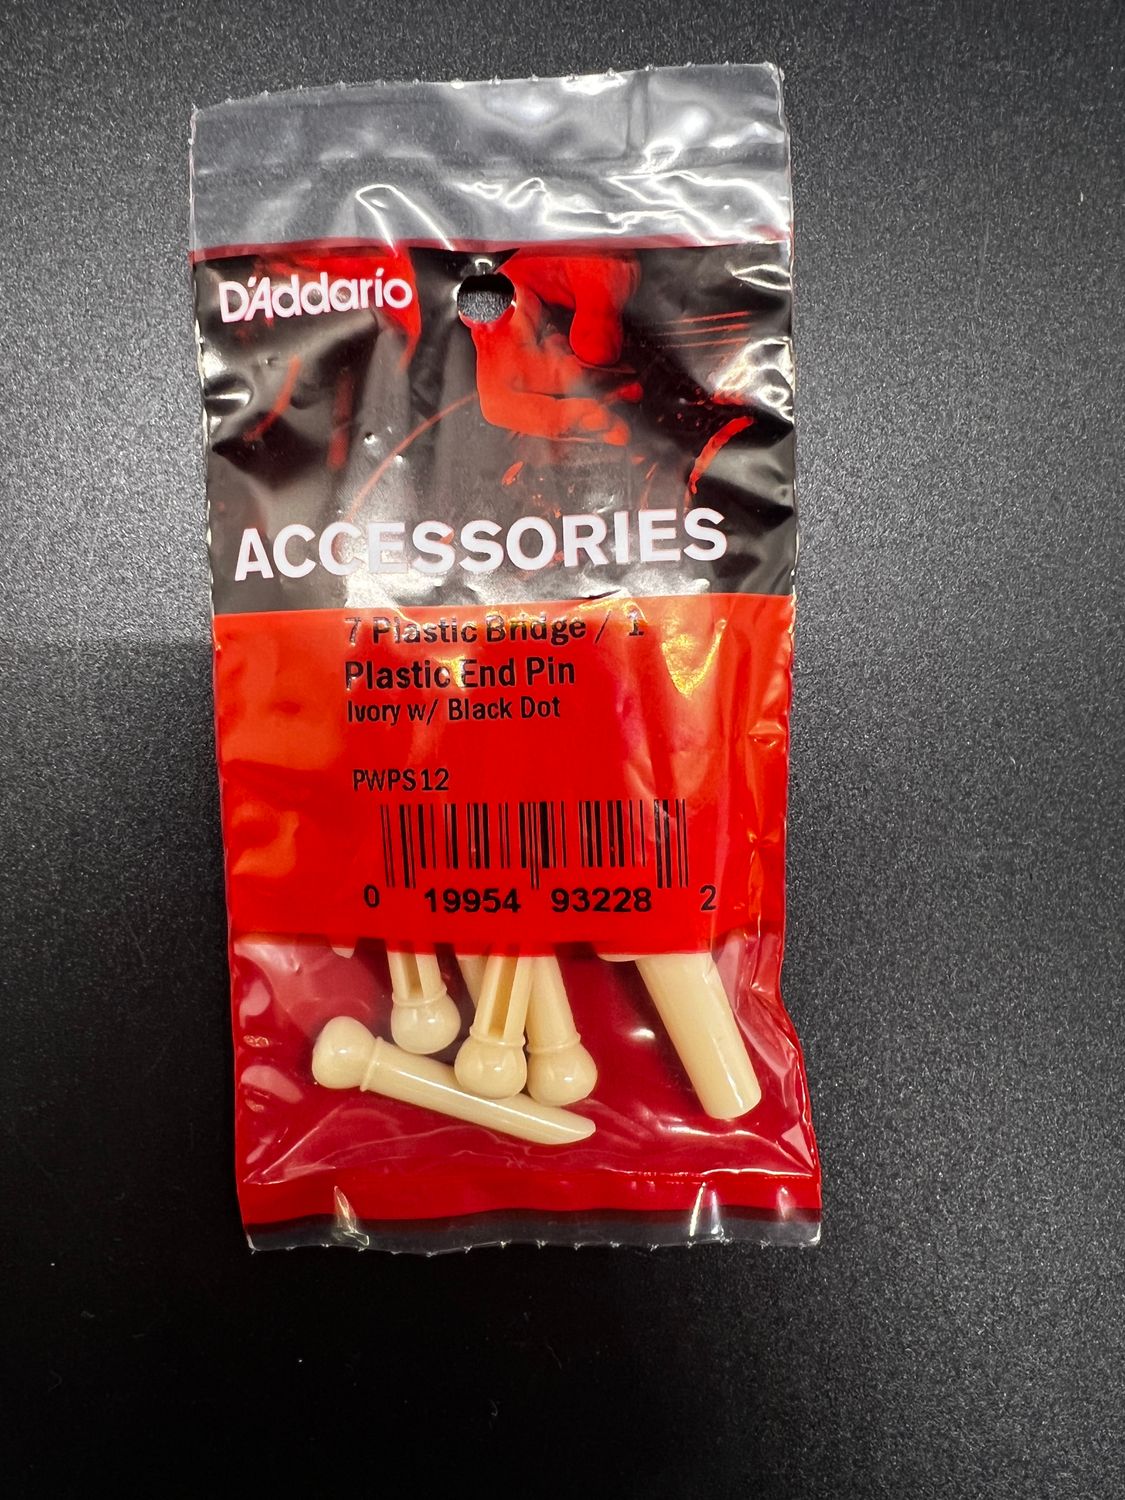 D'Addario
ACCESSORIES
7 Plastic Bridge / 1
Plastic End Pin
Ivory w/ Black Dot
PWPS12
0 19954 93228 2